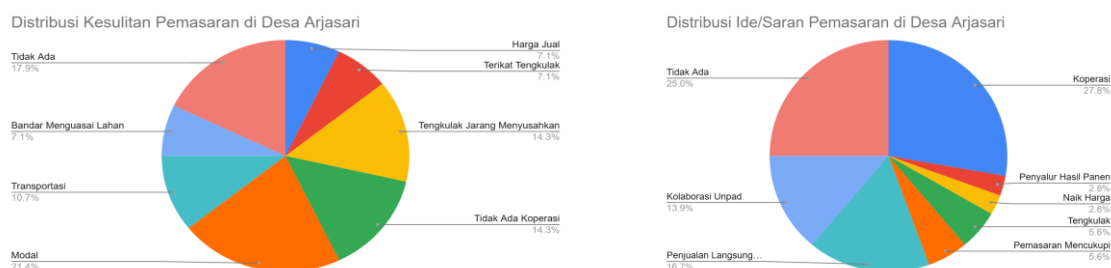 Distribusi Kesulitan Pemasaran di Desa Arjasari
Harga Jual
7.1%
Terikat Tengkulak
7.1%
Tengkulak Jarang Menyusahkan
14.3%
Tidak Ada Koperasi
14.3%
Modal
21.4%
Transportasi
10.7%
Bandar Menguasai Lahan
7.1%
Tidak Ada
17.9%
Distribusi Ide/Saran Pemasaran di Desa Arjasari
Koperasi
27.8%
Penyalur Hasil Panen
2.8%
Naik Harga
2.8%
Tengkulak
5.6%
Pemasaran Mencukupi
5.6%
Penjualan Langsung...
16.7%
Kolaborasi Unpad
13.9%
Tidak Ada
25.0%